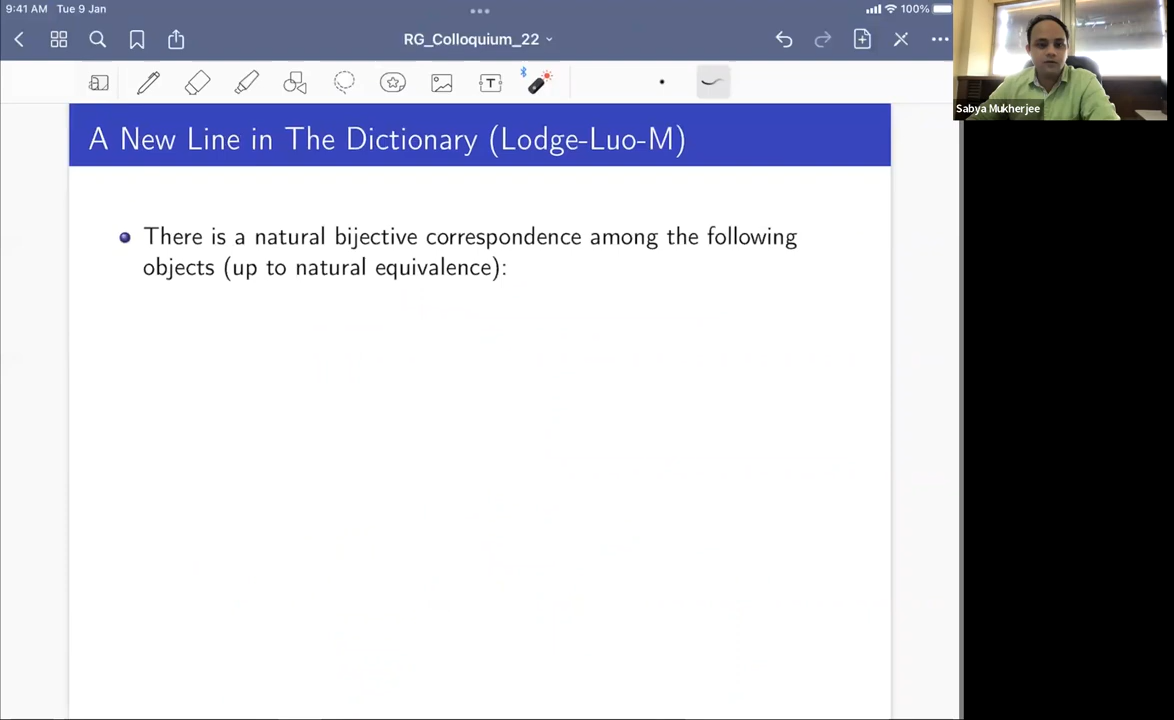 9:41 AM Tue 9 Jan
100%
RG_Colloquium_22
T
Sabya Mukherjee
A New Line in The Dictionary (Lodge-Luo-M)
There is a natural bijective correspondence among the following
objects (up to natural equivalence):